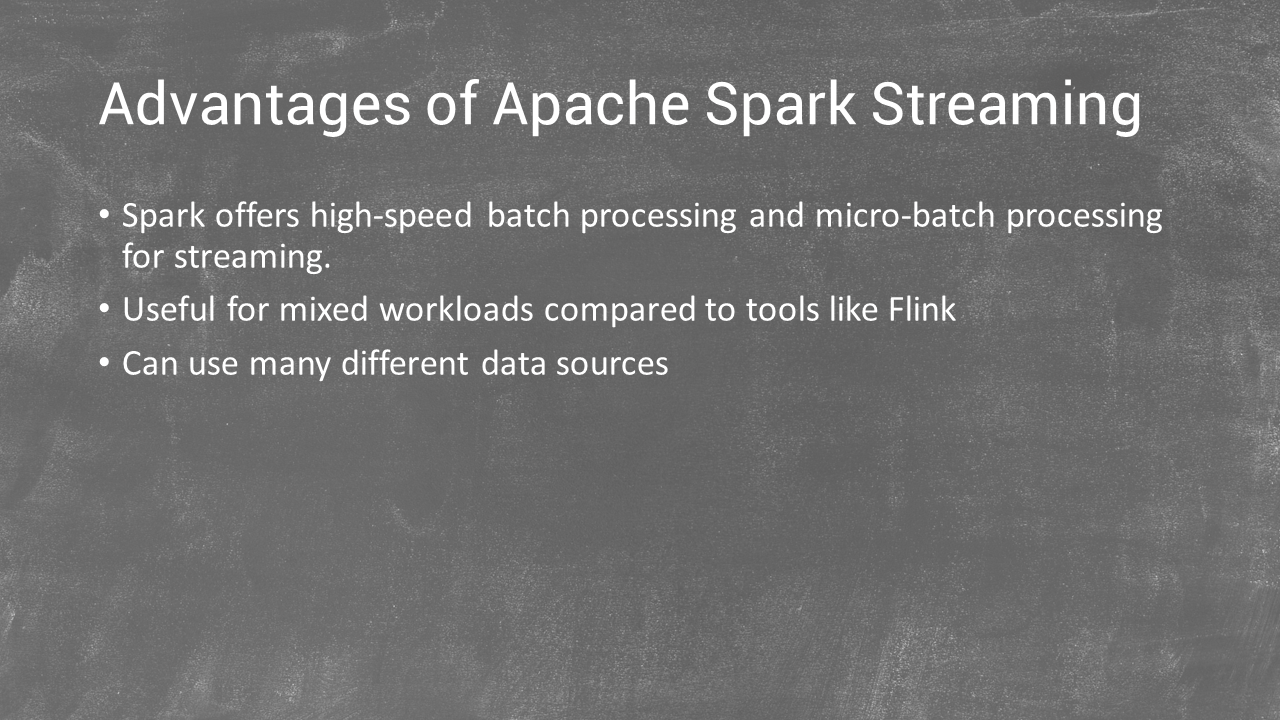 Advantages of Apache Spark Streaming
• Spark offers high-speed batch processing and micro-batch processing
for streaming.
• Useful for mixed workloads compared to tools like Flink
• Can use many different data sources